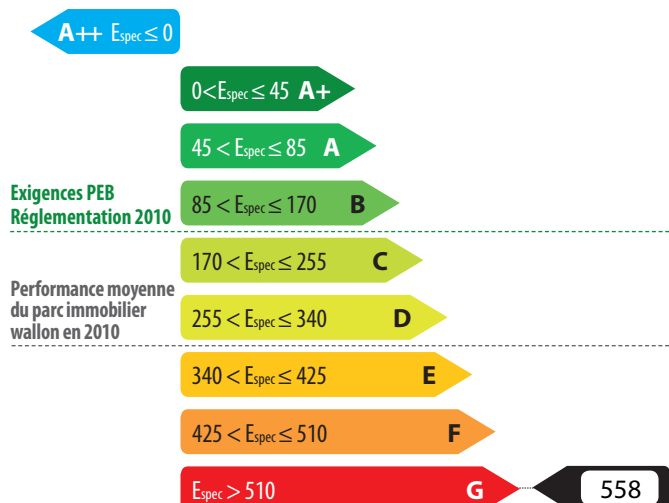 A++ Espec ≤ 0
0<Espec ≤ 45 A+
45 < Espec ≤ 85 A
Exigences PEB
Réglementation 2010
85 < Espec ≤ 170 B
170 < Espec ≤ 255 C
Performance moyenne
du parc immobilier
wallon en 2010
255 < Espec ≤ 340 D
340 < Espec ≤ 425 E
425 < Espec ≤ 510 F
Espec > 510 G
558